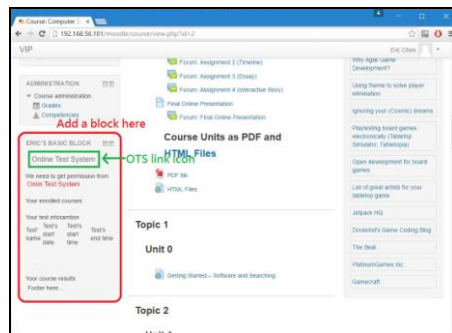 Course: Computer S
192.168.56.101/moodle/course/view.php?id=2
VIP
Eric Chen
ADMINISTRATION
Course administration
Grades
Competencies
Add a block here
ERIC'S BASIC BLOCK
Online Test System
OTS link icon
We need to get permission from
Onlin Test System
Your enrolled courses
Your test infocamtion
Test' name
Test's start date
Test's start time
Test's end time
Your course results
Footer here..
Forum: Assignment 2 (Timeline)
Forum: Assignment 3 (Essay)
Forum: Assignment 4 (Interactive Story)
Final Online Presentation
Forum: Final Online Presentation
Course Units as PDF and
HTML Files
PDF file
HTML Files
Topic 1
Unit 0
Getting Started – Software and Searching
Topic 2
Why Agile Game
Development?
Using theme to solve player
elimination
Ignoring your (Cosmic) dreams
Playtesting board games
electronically (Tabletop
Simulator, Tabletopia)
Open development for board
games
List of great artists for your
tabletop game
Jetpack HQ
Doolwind's Game Coding Blog
The Beat
PlatinumGames Inc.
Gamecraft